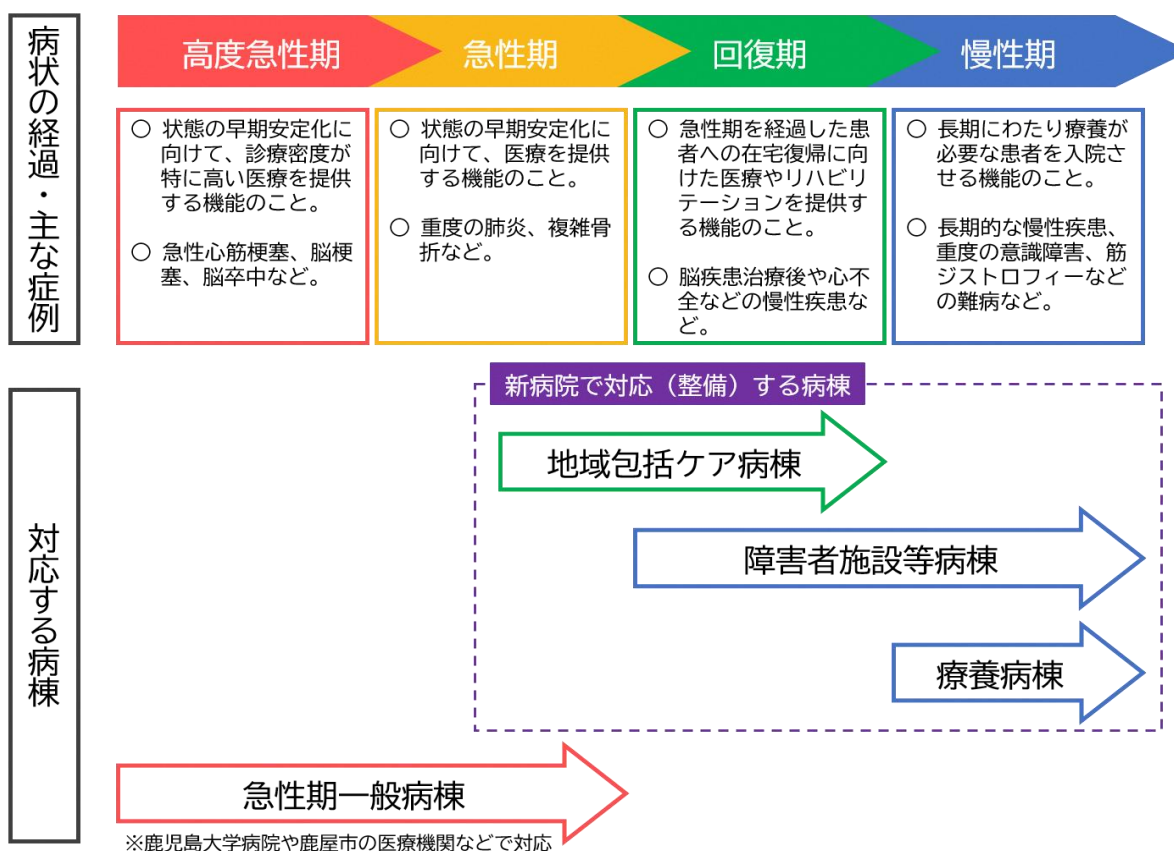 病状の経過・主な症例
高度急性期
急性期
回復期
慢性期
○ 状態の早期安定化に
向けて、診療密度が
特に高い医療を提供
する機能のこと。
○ 急性心筋梗塞、脳梗
塞、脳卒中など。
○ 状態の早期安定化に
向けて、医療を提供
する機能のこと。
○ 重度の肺炎、複雑骨
折など。
○ 急性期を経過した患
者への在宅復帰に向
けた医療やリハビリ
テーションを提供す
る機能のこと。
○ 脳疾患治療後や心不
全などの慢性疾患な
ど。
○ 長期にわたり療養が
必要な患者を入院さ
せる機能のこと。
○ 長期的な慢性疾患、
重度の意識障害、筋
ジストロフィーなど
の難病など。
対応する病棟
新病院で対応（整備）する病棟
地域包括ケア病棟
障害者施設等病棟
療養病棟
急性期一般病棟
※鹿児島大学病院や鹿屋市の医療機関などで対応